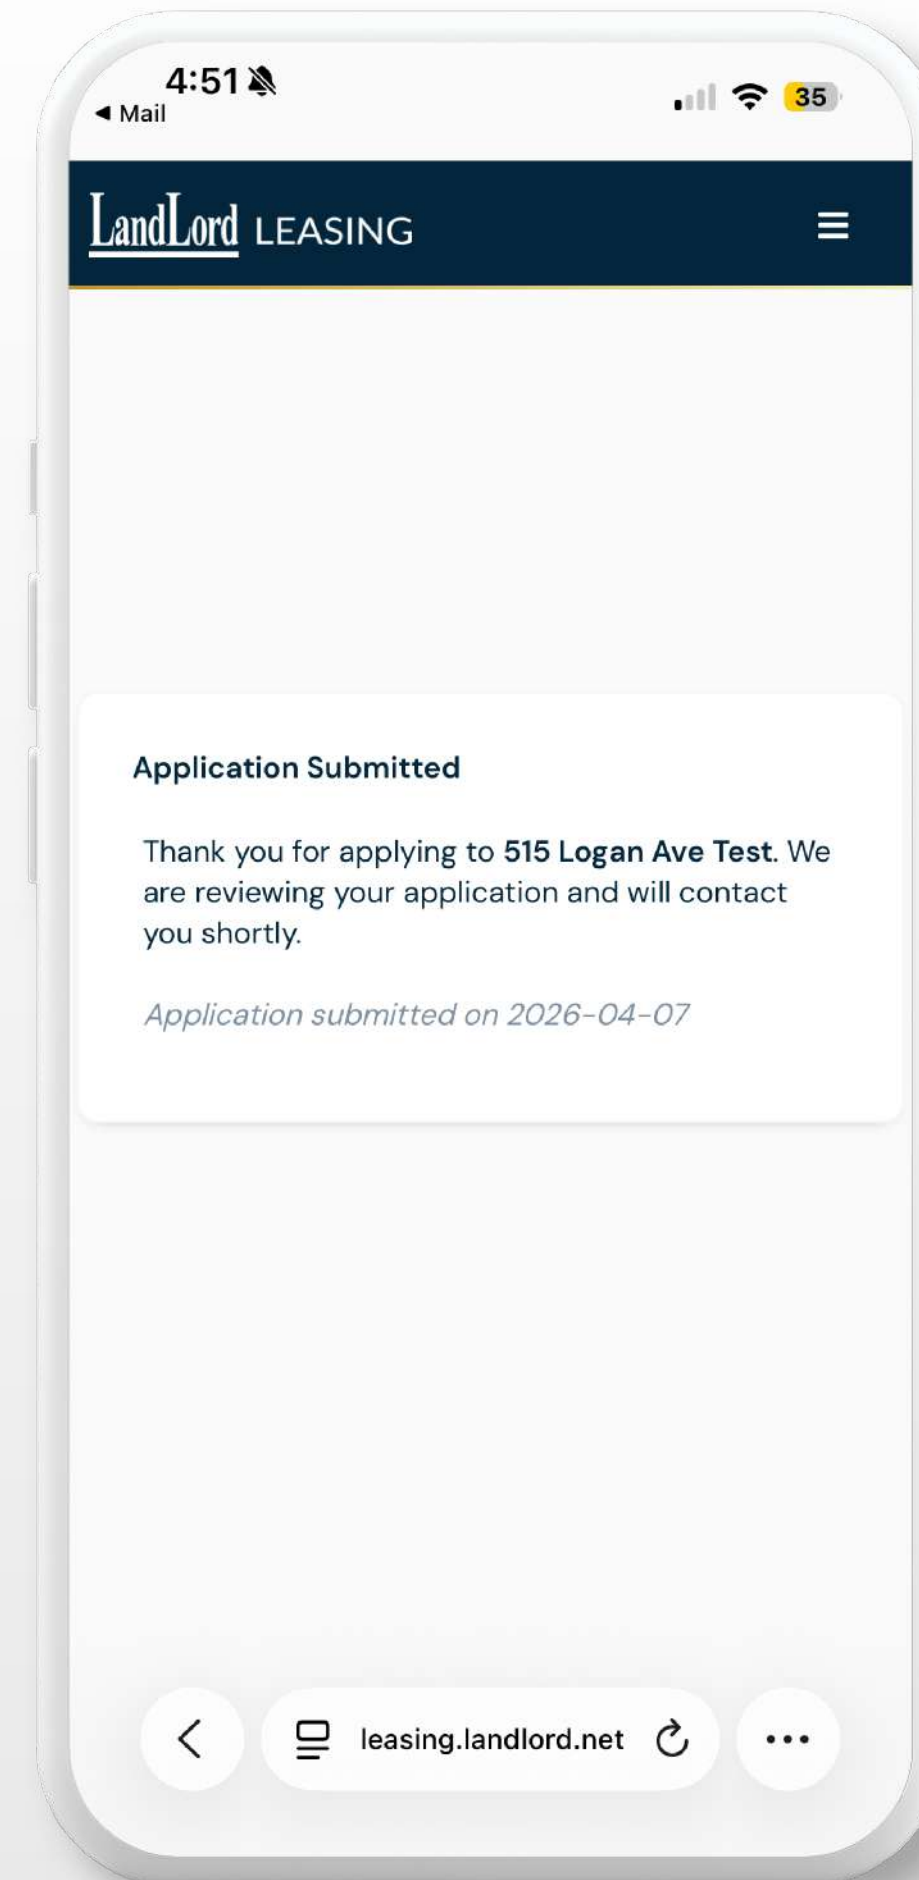 4:51
◀ Mail
35
LandLord LEASING
Application Submitted
Thank you for applying to 515 Logan Ave Test. We
are reviewing your application and will contact
you shortly.
Application submitted on 2026-04-07
leasing.landlord.net